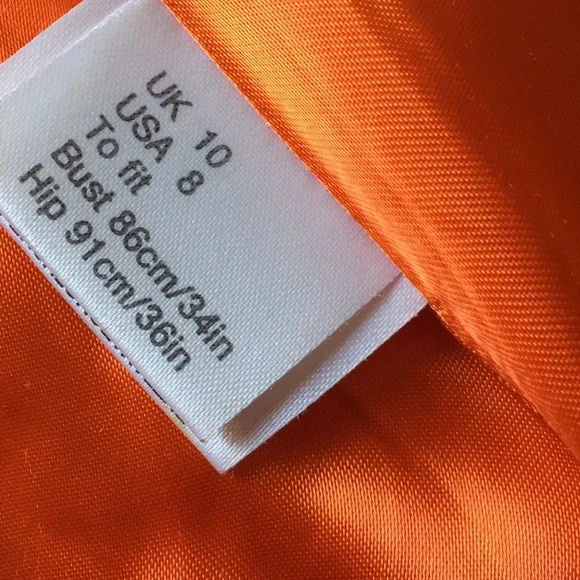 UK 10
USA 8
To fit
Bust 86cm/34in
Hip 91cm/36in